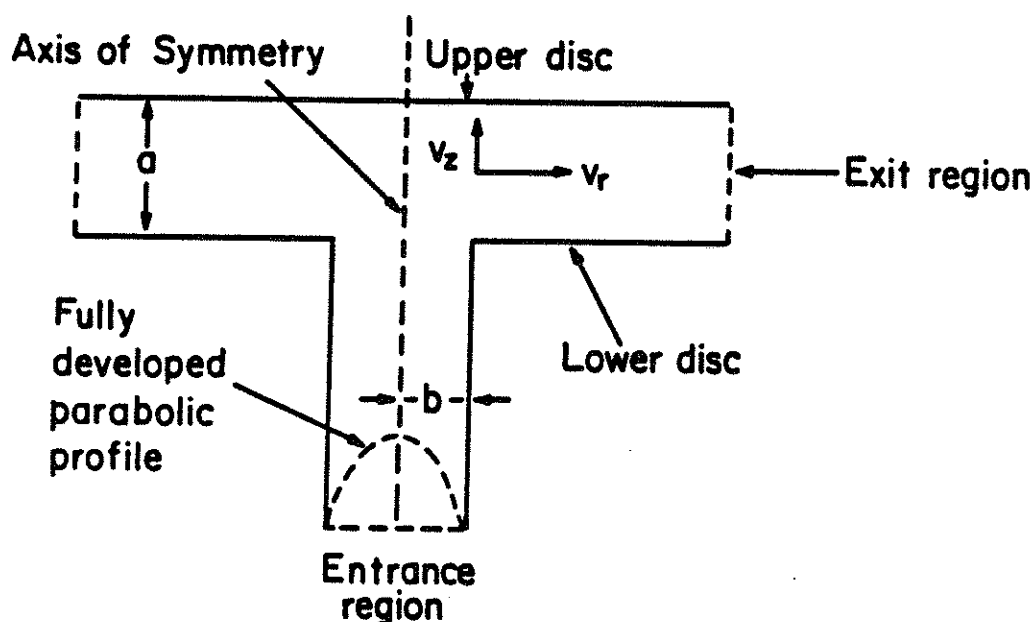 Axis of Symmetry
Upper disc
a
v_z
v_r
Exit region
Fully
developed
parabolic
profile
Lower disc
b
Entrance
region